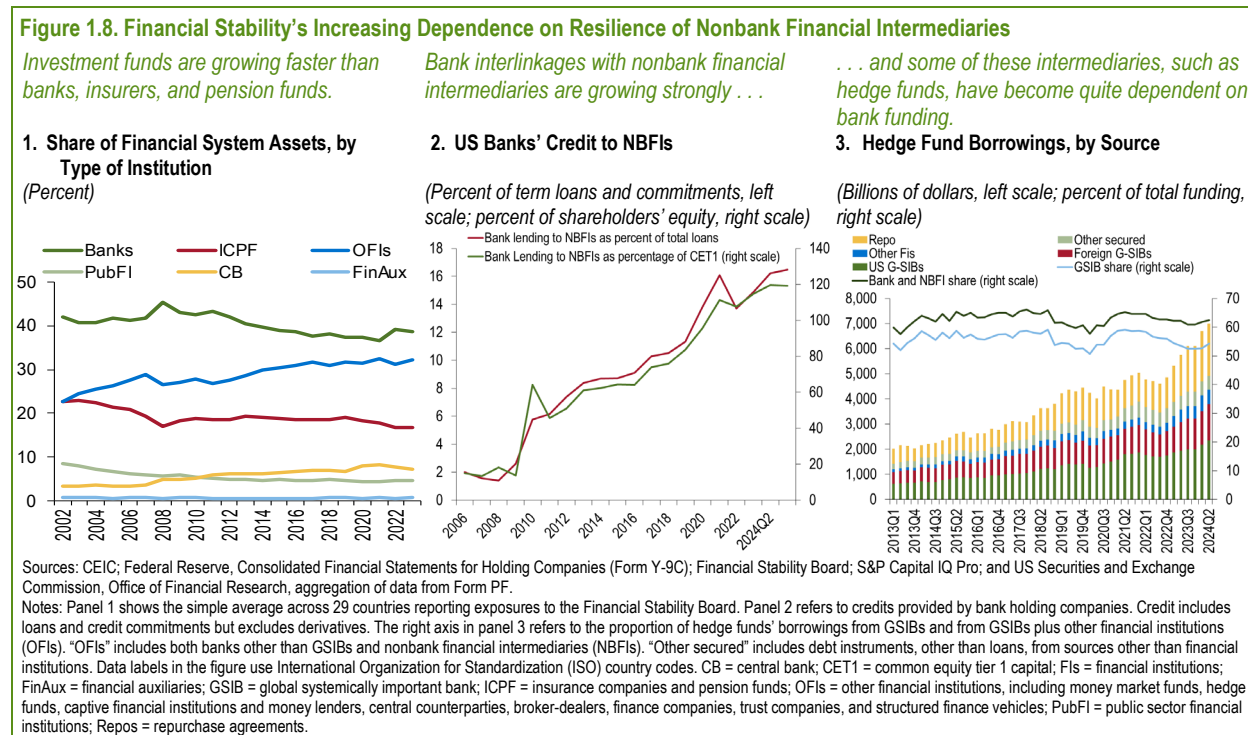 Figure 1.8. Financial Stability's Increasing Dependence on Resilience of Nonbank Financial Intermediaries
Investment funds are growing faster than
banks, insurers, and pension funds.
Bank interlinkages with nonbank financial
intermediaries are growing strongly . . .
. . . and some of these intermediaries, such as
hedge funds, have become quite dependent on
bank funding.
1. Share of Financial System Assets, by
Type of Institution
(Percent)
Banks ICPF OFIs
PubFI CB FinAux
50
40
30
20
10
0
2002 2004 2006 2008 2010 2012 2014 2016 2018 2020 2022
2. US Banks' Credit to NBFIs
(Percent of term loans and commitments, left
scale; percent of shareholders' equity, right scale)
Bank lending to NBFIs as percent of total loans
Bank Lending to NBFIs as percentage of CET1 (right scale)
18 140
16 120
14 100
12 80
10 60
8 40
6 20
4 0
2
0
2006 2008 2010 2012 2014 2016 2018 2020 2022 2024Q2
3. Hedge Fund Borrowings, by Source
(Billions of dollars, left scale; percent of total funding,
right scale)
Repo Other secured
Other Fis Foreign G-SIBs
US G-SIBs GSIB share (right scale)
Bank and NBFI share (right scale)
8,000 70
7,000 60
6,000 50
5,000 40
4,000 30
3,000 20
2,000 10
1,000 0
0
2013Q1 2013Q4 2014Q3 2015Q2 2016Q1 2016Q4 2017Q3 2018Q2 2019Q1 2019Q4 2020Q3 2021Q2 2022Q1 2022Q4 2023Q3 2024Q2
Sources: CEIC; Federal Reserve, Consolidated Financial Statements for Holding Companies (Form Y-9C); Financial Stability Board; S&P Capital IQ Pro; and US Securities and Exchange
Commission, Office of Financial Research, aggregation of data from Form PF.
Notes: Panel 1 shows the simple average across 29 countries reporting exposures to the Financial Stability Board. Panel 2 refers to credits provided by bank holding companies. Credit includes
loans and credit commitments but excludes derivatives. The right axis in panel 3 refers to the proportion of hedge funds' borrowings from GSIBs and from GSIBs plus other financial institutions
(OFIs). "OFIs" includes both banks other than GSIBs and nonbank financial intermediaries (NBFIs). "Other secured" includes debt instruments, other than loans, from sources other than financial
institutions. Data labels in the figure use International Organization for Standardization (ISO) country codes. CB = central bank; CET1 = common equity tier 1 capital; FIs = financial institutions;
FinAux = financial auxiliaries; GSIB = global systemically important bank; ICPF = insurance companies and pension funds; OFIs = other financial institutions, including money market funds, hedge
funds, captive financial institutions and money lenders, central counterparties, broker-dealers, finance companies, trust companies, and structured finance vehicles; PubFI = public sector financial
institutions; Repos = repurchase agreements.